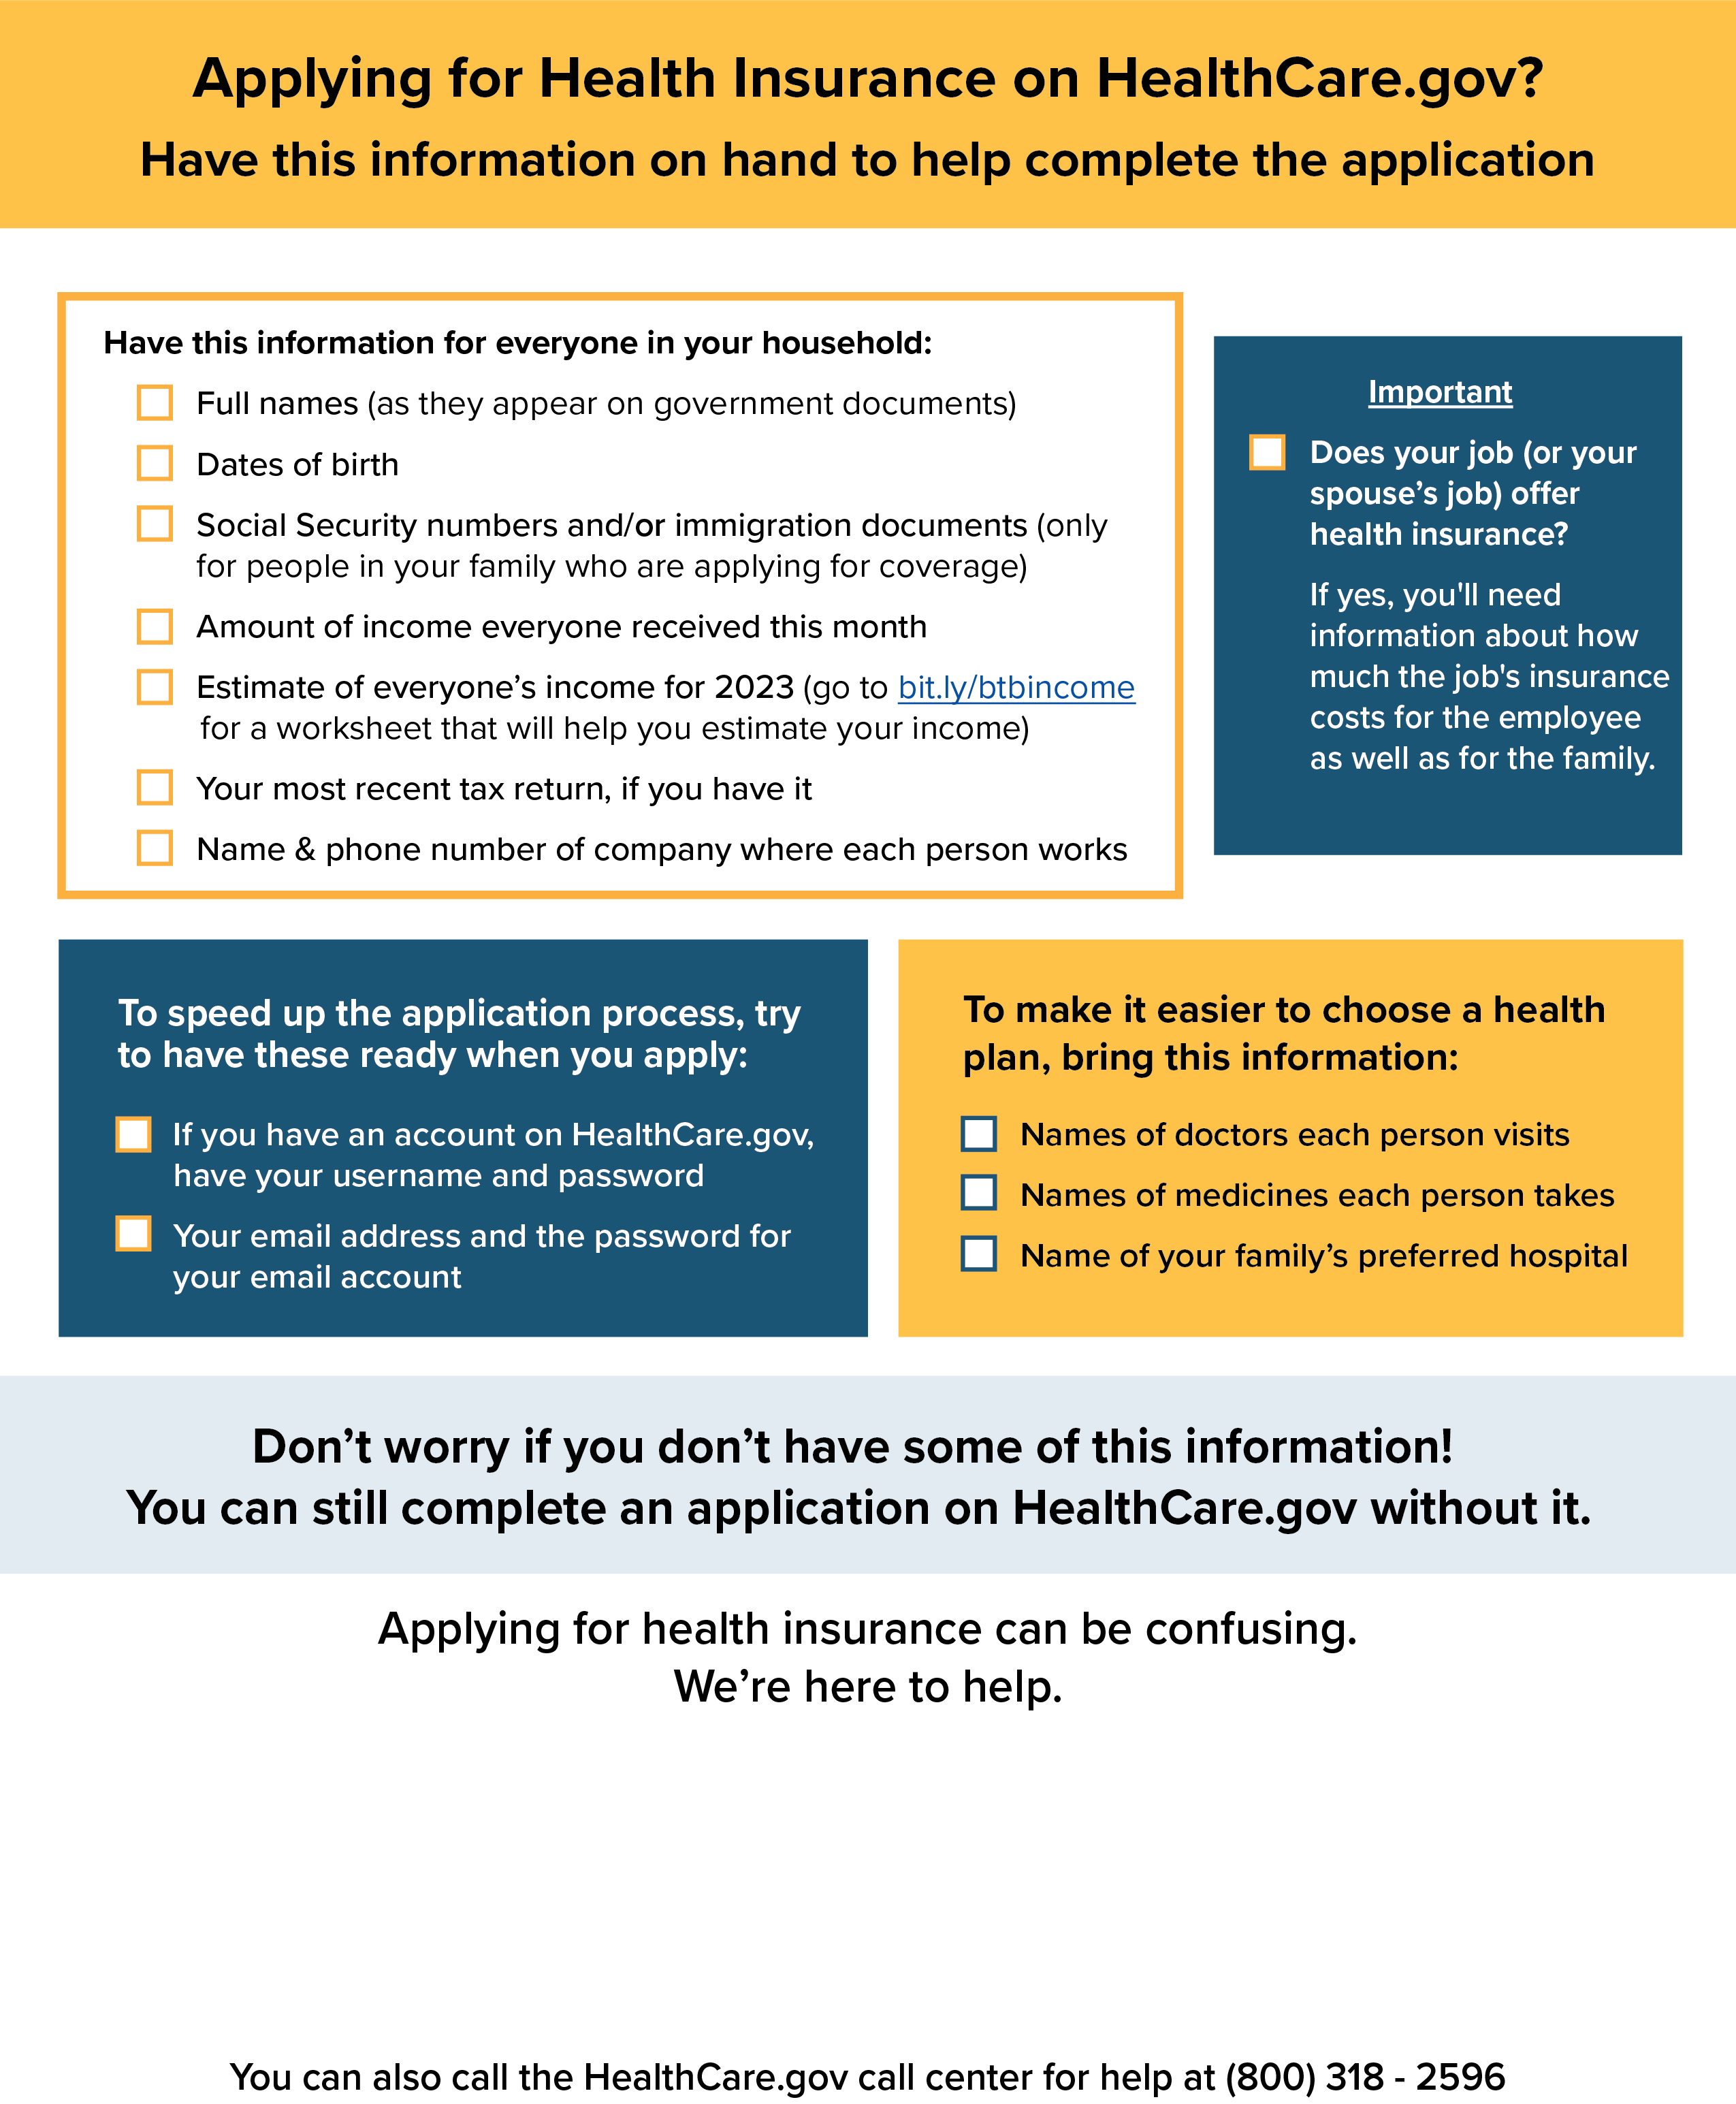 Applying for Health Insurance on HealthCare.gov?
Have this information on hand to help complete the application
Have this information for everyone in your household:
Full names (as they appear on government documents)
Dates of birth
Social Security numbers and/or immigration documents (only
for people in your family who are applying for coverage)
Amount of income everyone received this month
Estimate of everyone’s income for 2023 (go to bit.ly/btbincome
for a worksheet that will help you estimate your income)
Your most recent tax return, if you have it
Name & phone number of company where each person works
Important
Does your job (or your
spouse’s job) offer
health insurance?
If yes, you'll need
information about how
much the job's insurance
costs for the employee
as well as for the family.
To speed up the application process, try
to have these ready when you apply:
If you have an account on HealthCare.gov,
have your username and password
Your email address and the password for
your email account
To make it easier to choose a health
plan, bring this information:
Names of doctors each person visits
Names of medicines each person takes
Name of your family’s preferred hospital
Don’t worry if you don’t have some of this information!
You can still complete an application on HealthCare.gov without it.
Applying for health insurance can be confusing.
We’re here to help.
You can also call the HealthCare.gov call center for help at (800) 318 - 2596